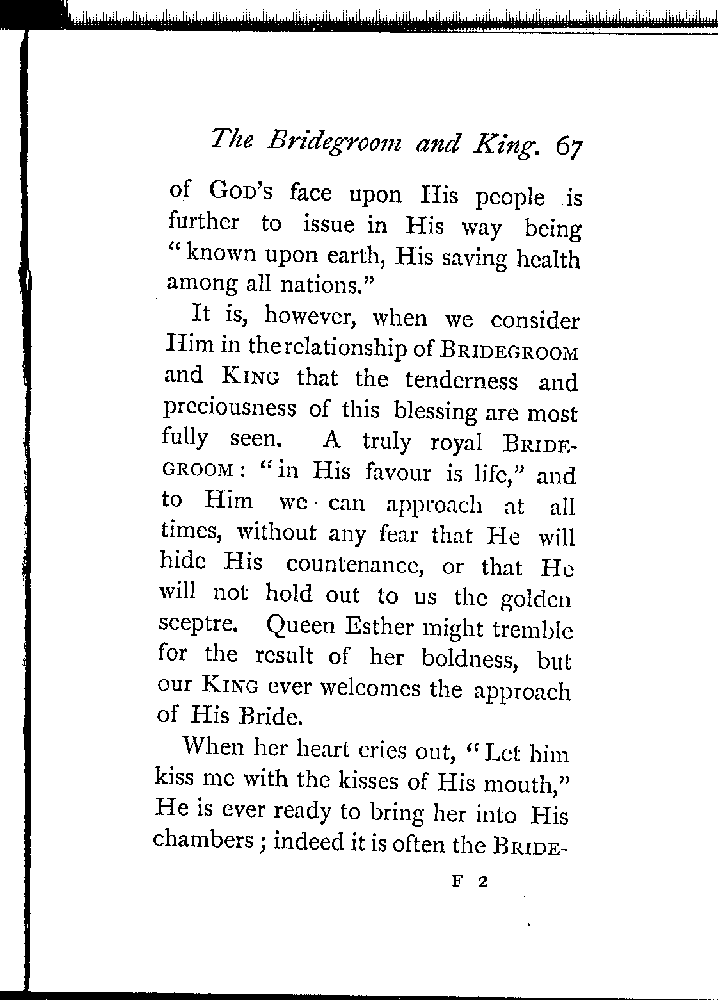 The Bridegroom and King. 67
of GOD'S face upon His people is
further to issue in His way being
“known upon earth, His saving health
among all nations.”
It is, however, when we consider
Him in the relationship of BRIDEGROOM
and KING that the tenderness and
preciousness of this blessing are most
fully seen. A truly royal BRIDE-
GROOM: “in His favour is life,” and
to Him we can approach at all
times, without any fear that He will
hide His countenance, or that He
will not hold out to us the golden
sceptre. Queen Esther might tremble
for the result of her boldness, but
our KING ever welcomes the approach
of His Bride.
When her heart cries out, “Let him
kiss me with the kisses of His mouth,”
He is ever ready to bring her into His
chambers; indeed it is often the BRIDE-
F 2